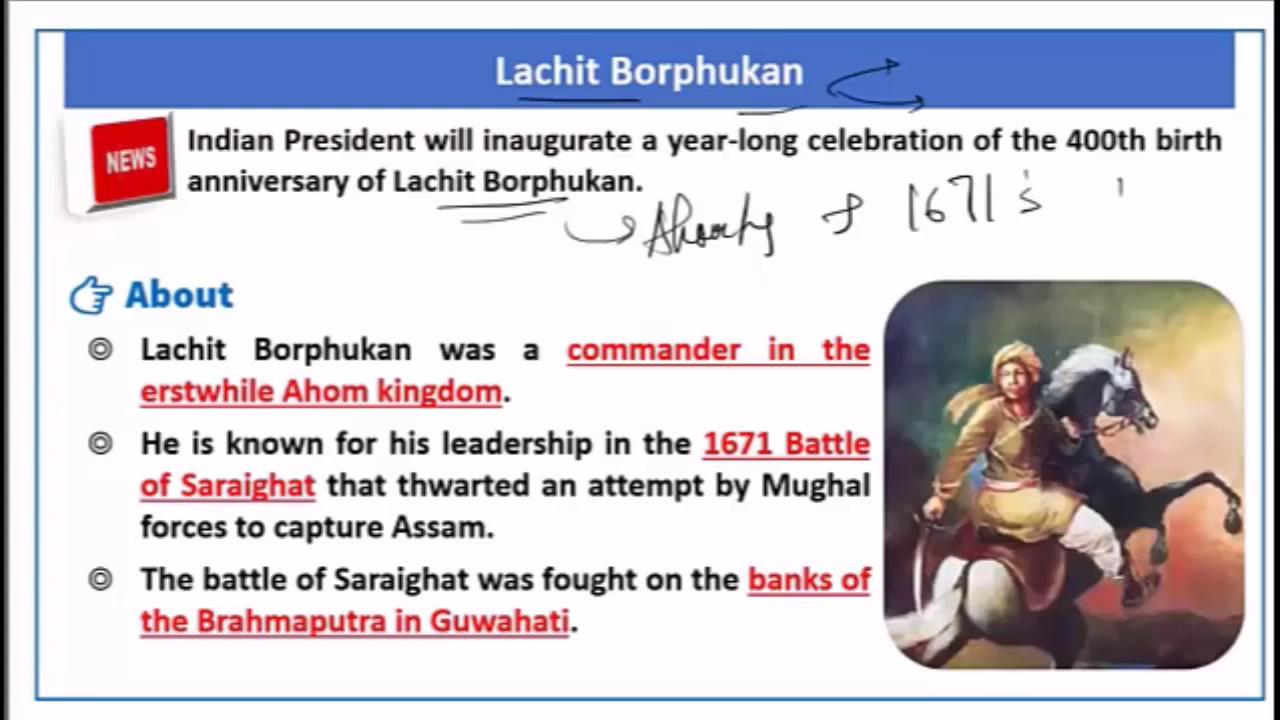 Lachit Borphukan
NEWS
Indian President will inaugurate a year-long celebration of the 400th birth
anniversary of Lachit Borphukan.
1671's
About
Lachit Borphukan was a commander in the
erstwhile Ahom kingdom.
He is known for his leadership in the 1671 Battle
of Saraighat that thwarted an attempt by Mughal
forces to capture Assam.
The battle of Saraighat was fought on the banks of
the Brahmaputra in Guwahati.